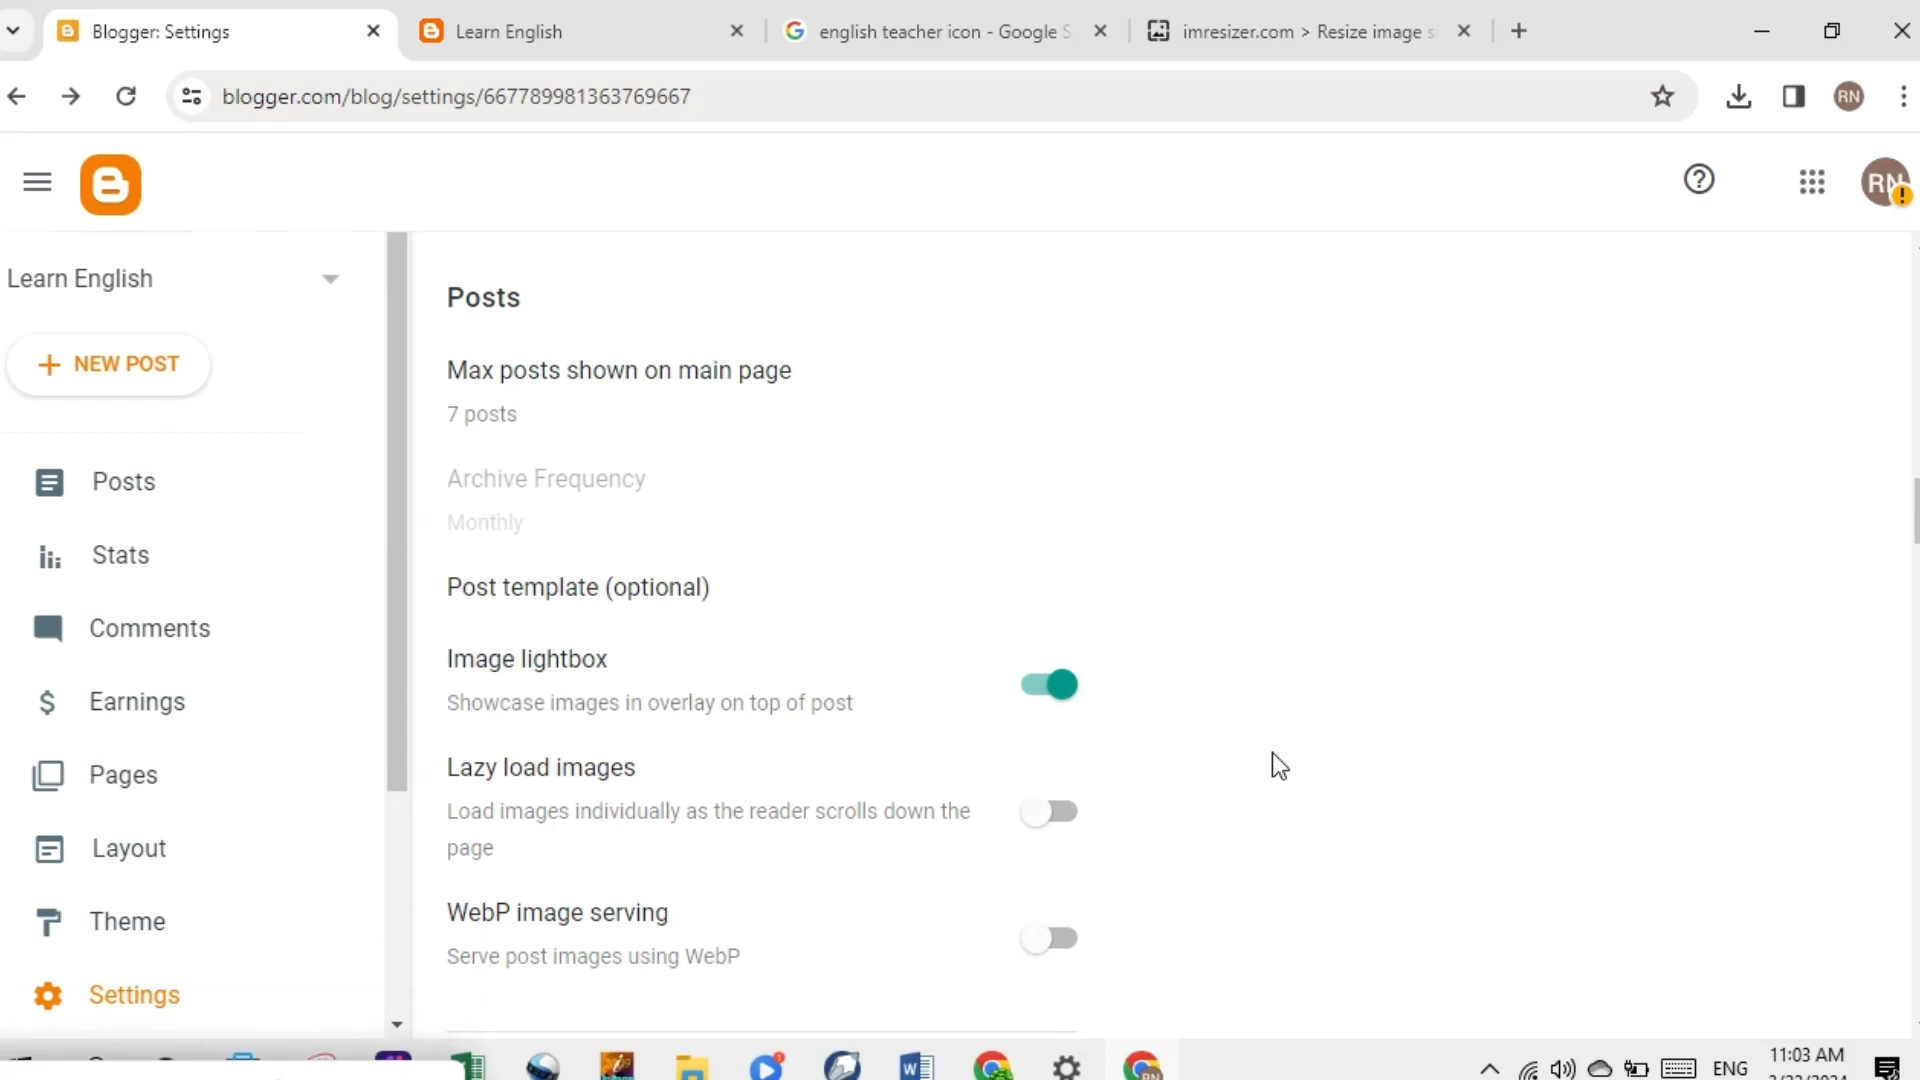 Blogger: Settings
Learn English
english teacher icon - Google S
imresizer.com > Resize image s
blogger.com/blog/settings/667789981363769667
RN
RN
Learn English
NEW POST
Posts
Stats
Comments
Earnings
Pages
Layout
Theme
Settings
Posts
Max posts shown on main page
7 posts
Archive Frequency
Monthly
Post template (optional)
Image lightbox
Showcase images in overlay on top of post
Lazy load images
Load images individually as the reader scrolls down the
page
WebP image serving
Serve post images using WebP
ENG
11:03 AM